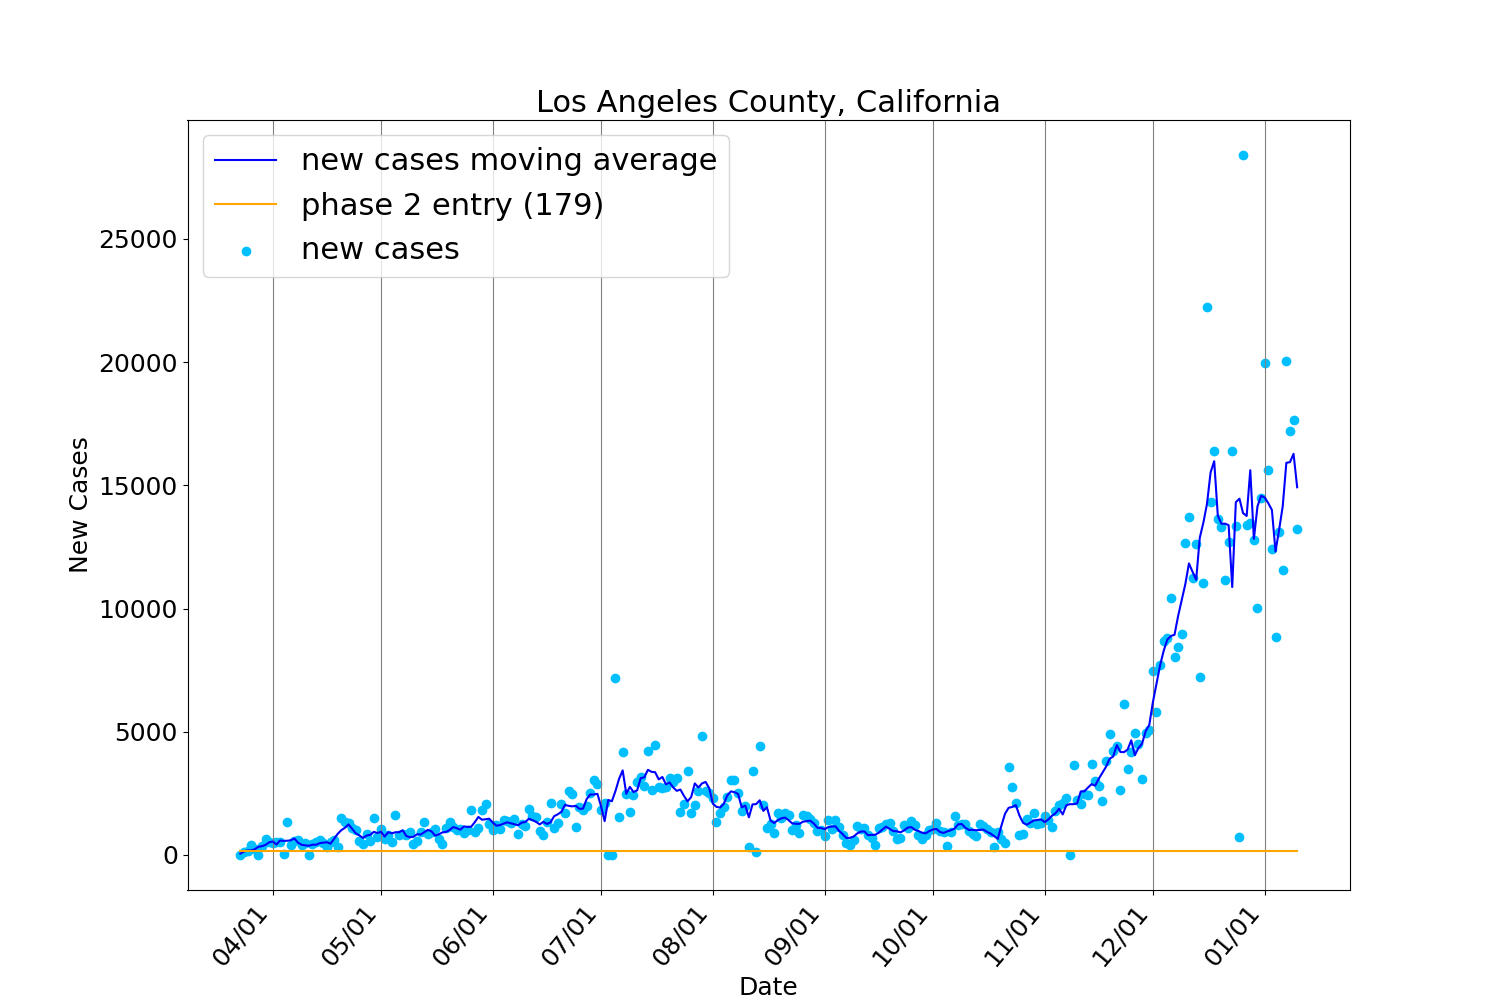 Los Angeles County, California
new cases moving average
phase 2 entry (179)
new cases
New Cases
25000
20000
15000
10000
5000
0
04/01
05/01
06/01
07/01
08/01
09/01
10/01
11/01
12/01
01/01
Date